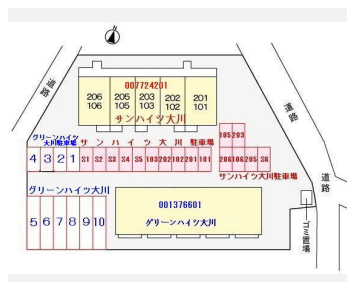 道路
007724201
206 205 203 202 201
106 105 103 102 101
サンハイツ大川
道路
グリーンハイツ
大川駐車場
サンハイツ大川 駐車場
105 203
4 3 2 1 S1 S2 S3 S4 S5 103 202 102 201 101
206 106 205 S6
サンハイツ大川駐車場
道路
グリーンハイツ大川
5 6 7 8 9 10
001376601
グリーンハイツ大川
ゴミ置場